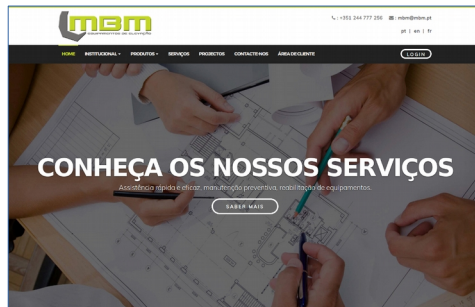 mbm
equipamentos de elevação
+351 244 777 256 mbm@mbm.pt
pt | en | fr
HOME INSTITUCIONAL PRODUTOS SERVIÇOS PROJECTOS CONTACTE-NOS ÁREA DE CLIENTE LOGIN
CONHEÇA OS NOSSOS SERVIÇOS
Assistência rápida e eficaz, manutenção preventiva, reabilitação de equipamentos.
SABER MAIS